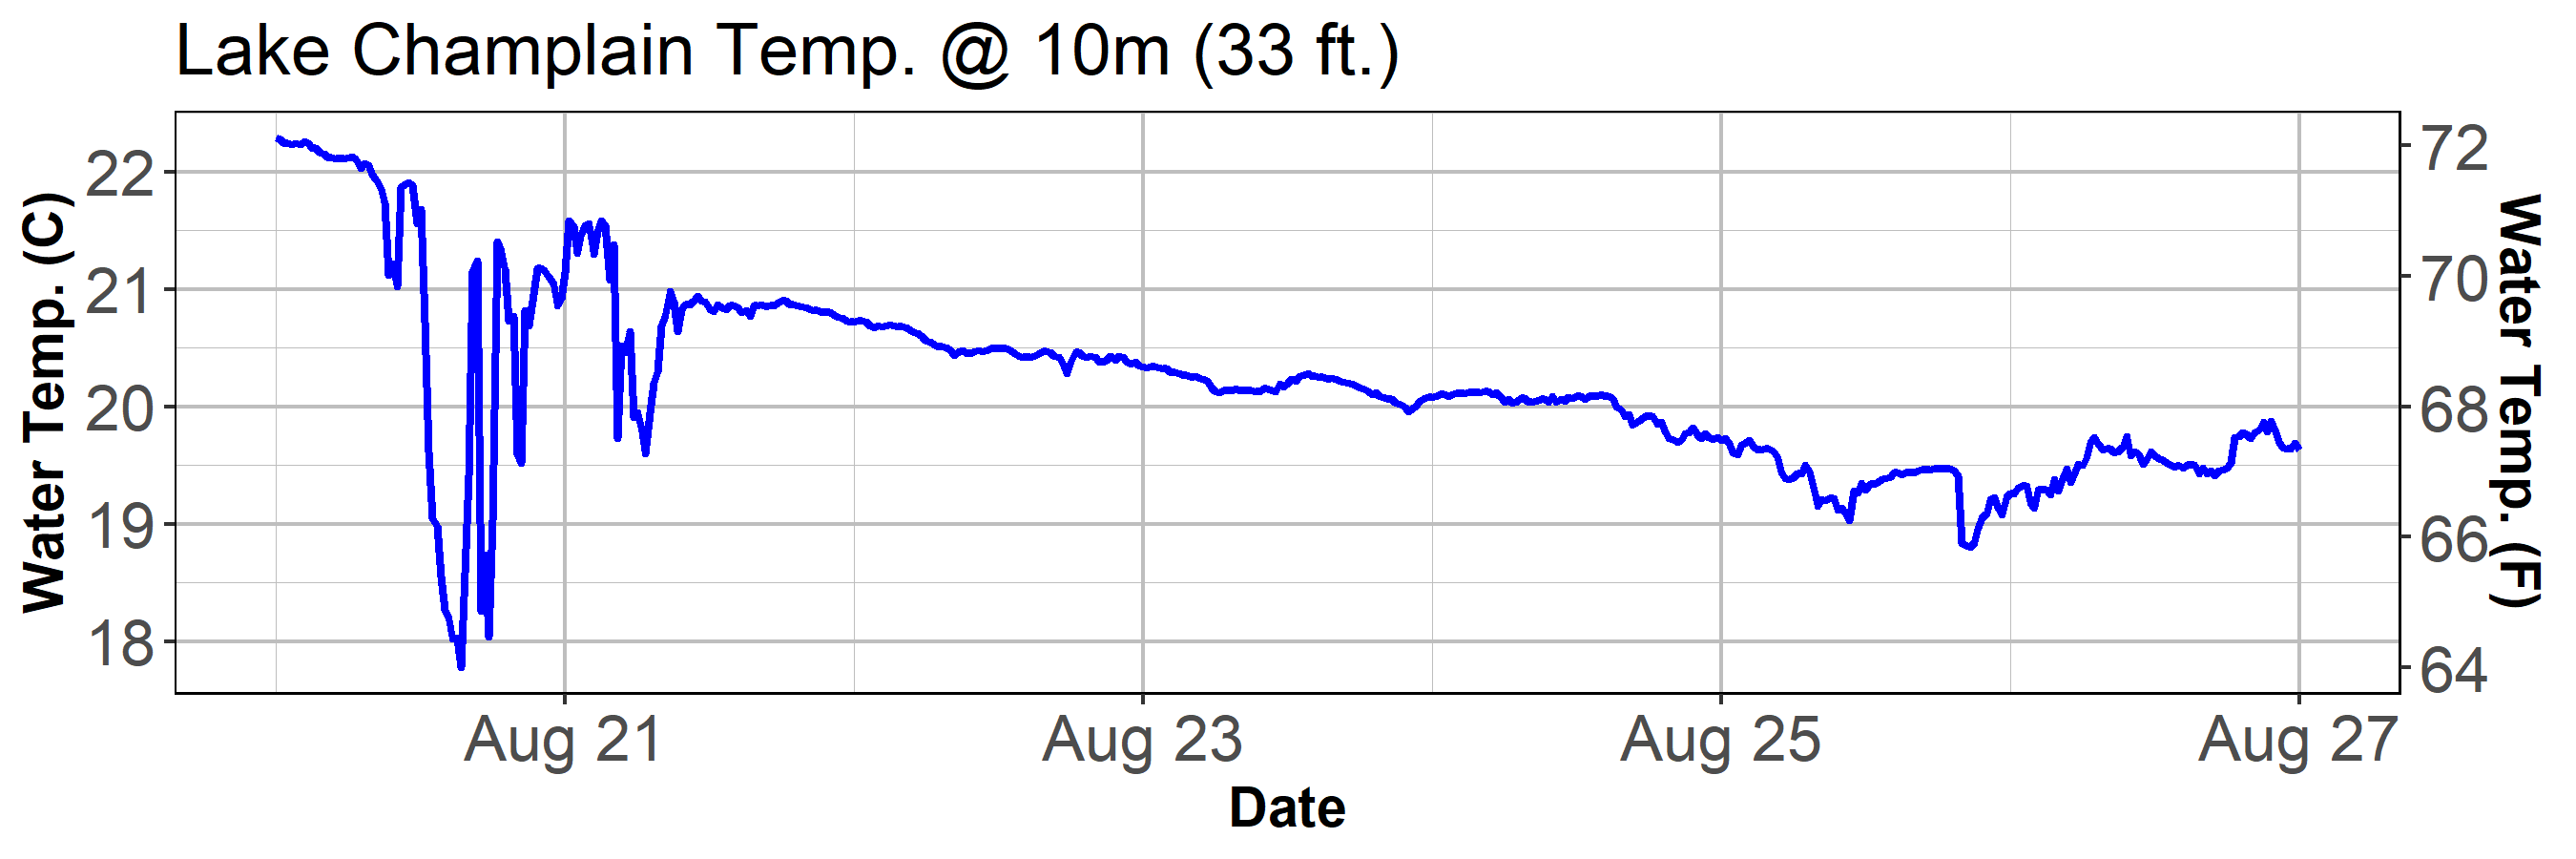 Lake Champlain Temp. @ 10m (33 ft.)
Water Temp. (C)
22
21
20
19
18
72
70
68
66
64
Water Temp. (F)
Aug 21 Aug 23 Aug 25 Aug 27
Date